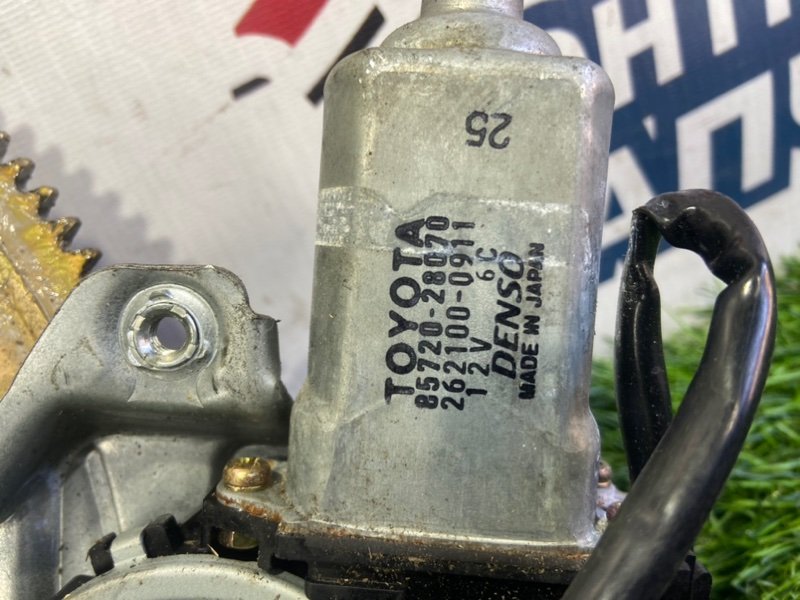 25
TOYOTA
85720-28070
262100-0911
12V 6C
DENSO
MADE IN JAPAN